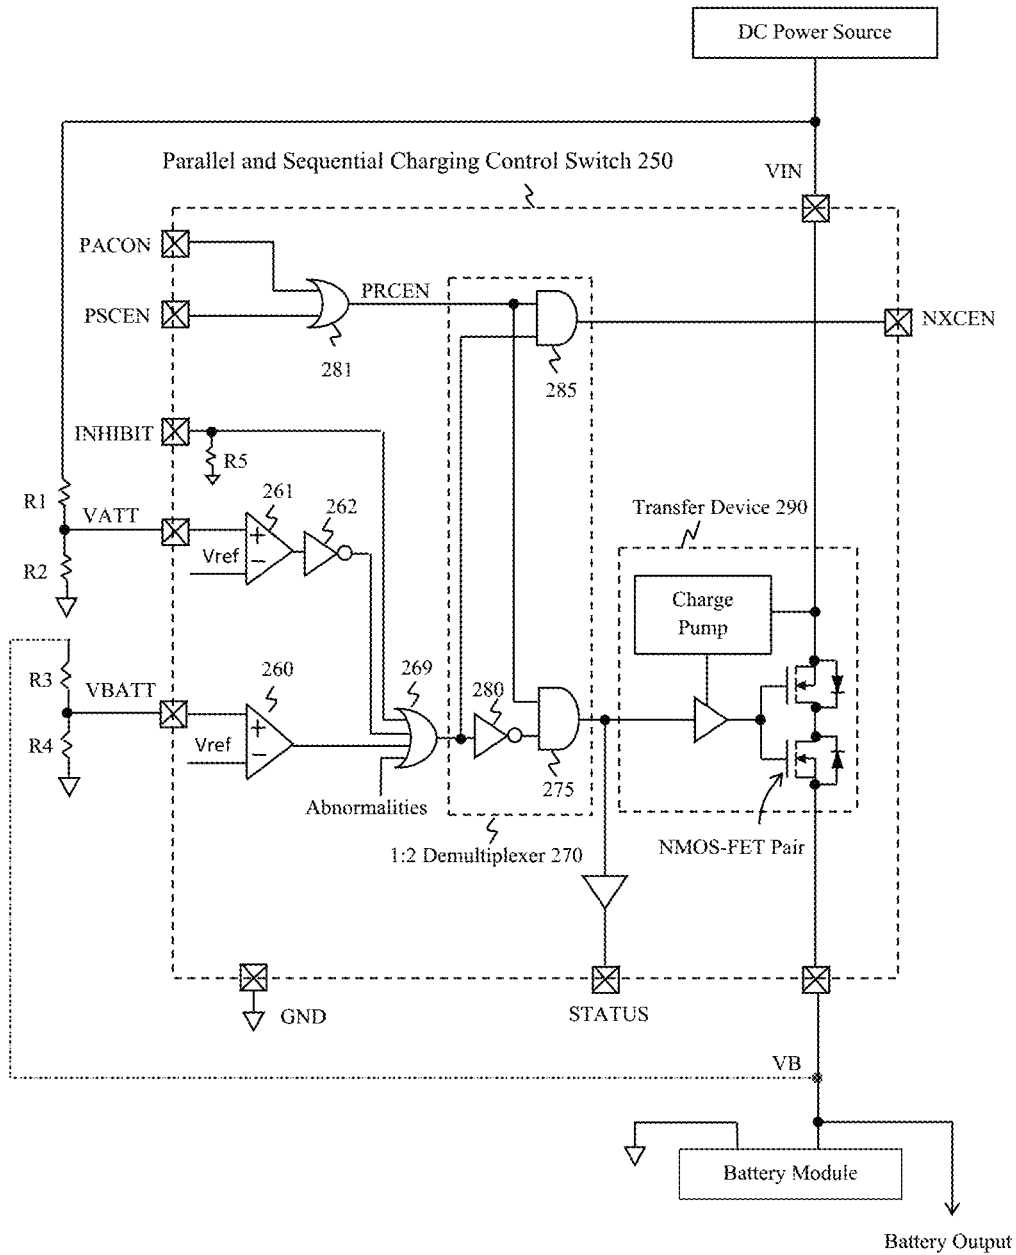 DC Power Source
Parallel and Sequential Charging Control Switch 250
VIN
PACON
PSCEN
PRCEN
281
285
NXCEN
INHIBIT
R5
R1
VATT
R2
261
262
Vref
+
−
Transfer Device 290
Charge
Pump
R3
VBATT
R4
260
Vref
+
−
269
280
275
Abnormalities
1:2 Demultiplexer 270
NMOS-FET Pair
GND
STATUS
VB
Battery Module
Battery Output